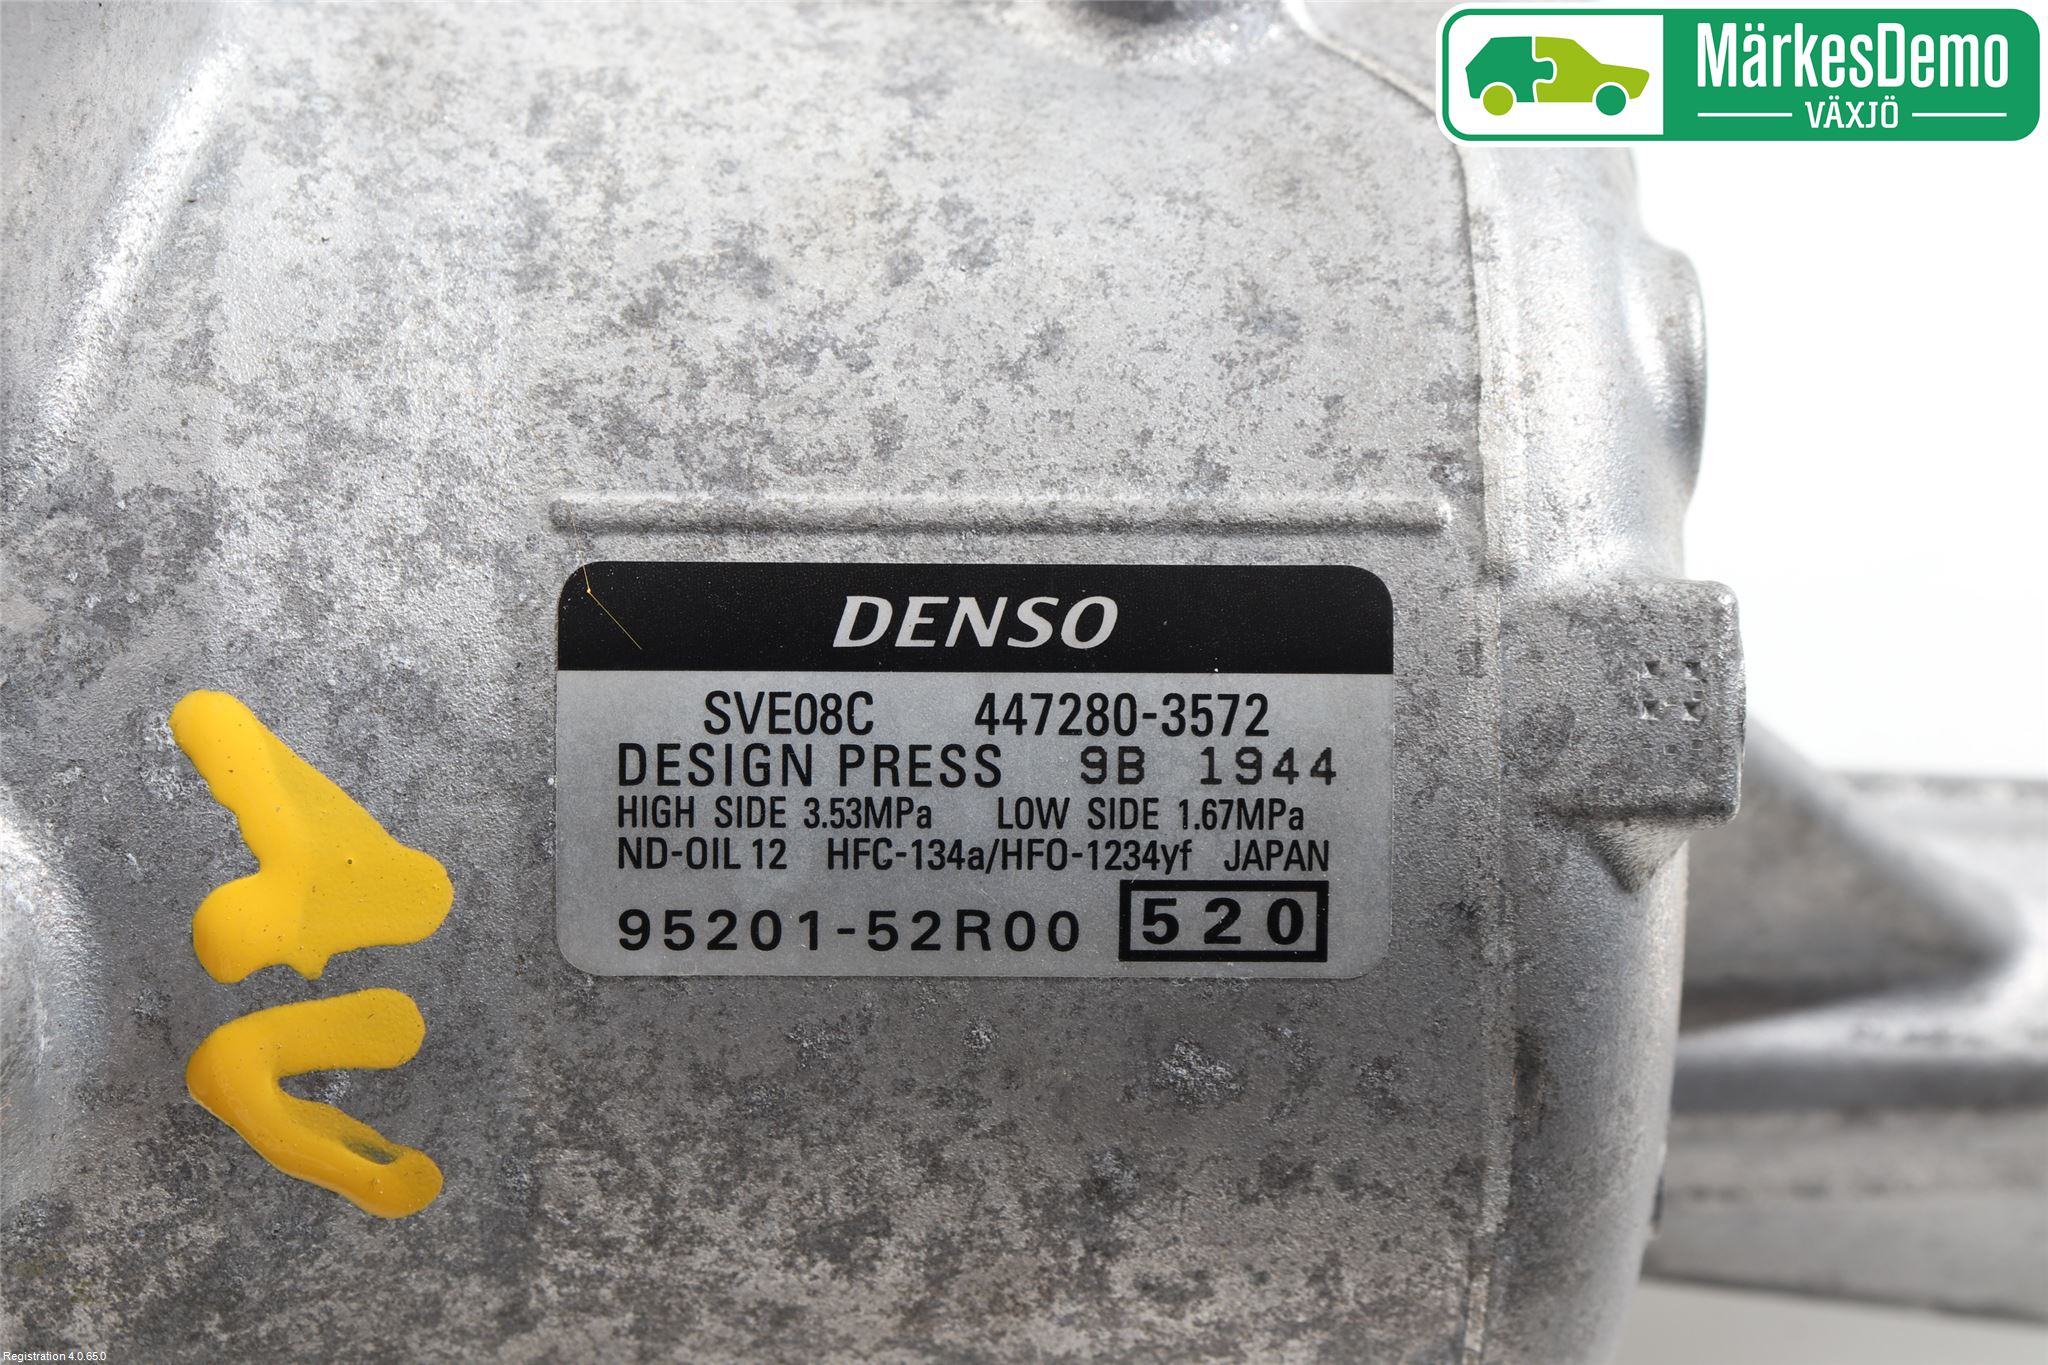 MärkesDemo
VÄXJÖ
DENSO
SVE08C 447280-3572
DESIGN PRESS 9B 1944
HIGH SIDE 3.53MPa LOW SIDE 1.67MPa
ND-OIL 12 HFC-134a/HFO-1234yf JAPAN
95201-52R00 520
Registration 4.0.65.0